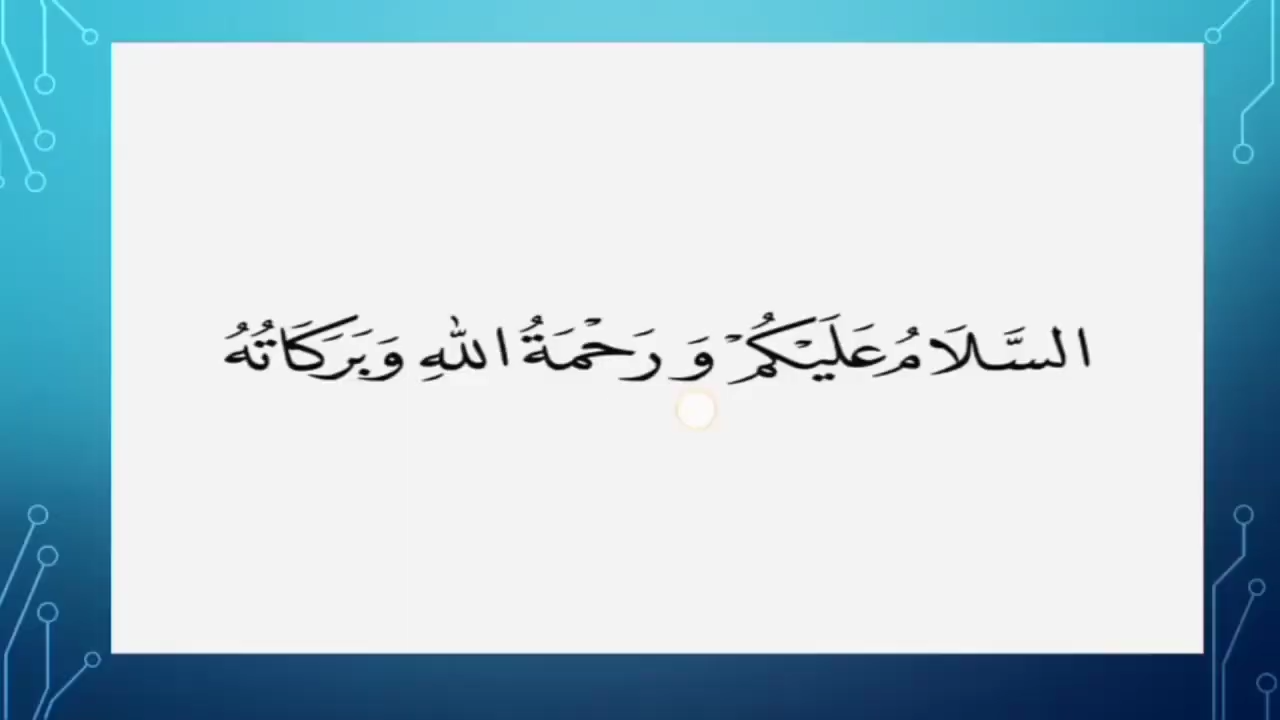 السَّلَامُ عَلَيْكُمْ وَ رَحْمَةُ اللهِ وَبَرَكَاتُهُ